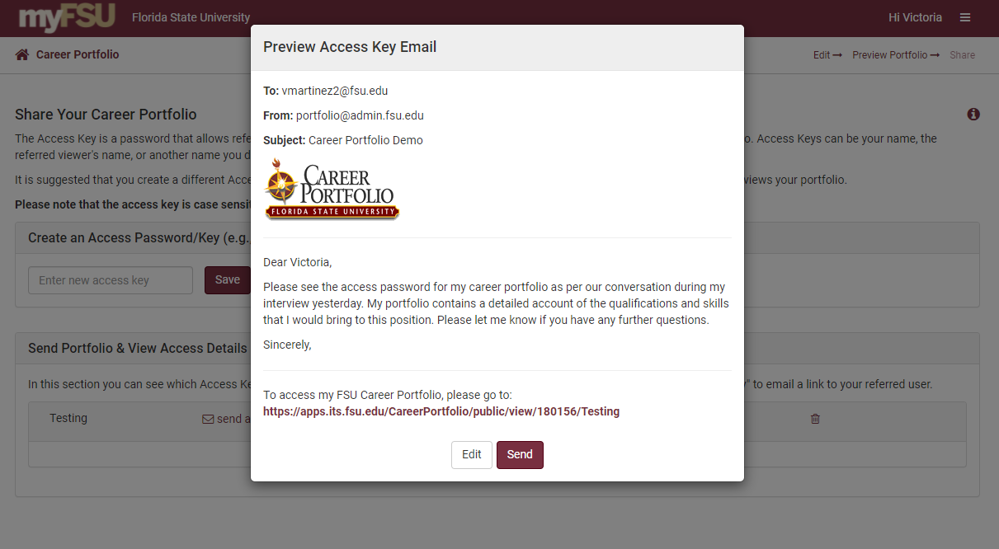 myFSU Florida State University Hi Victoria
Career Portfolio Edit Preview Portfolio Share
Preview Access Key Email
To: vmartinez2@fsu.edu
From: portfolio@admin.fsu.edu
Subject: Career Portfolio Demo
CAREER
PORTFOLIO
FLORIDA STATE UNIVERSITY
Dear Victoria,
Please see the access password for my career portfolio as per our conversation during my
interview yesterday. My portfolio contains a detailed account of the qualifications and skills
that I would bring to this position. Please let me know if you have any further questions.
Sincerely,
To access my FSU Career Portfolio, please go to:
https://apps.its.fsu.edu/CareerPortfolio/public/view/180156/Testing
Edit Send
Share Your Career Portfolio
The Access Key is a password that allows refe o. Access Keys can be your name, the
referred viewer's name, or another name you d
It is suggested that you create a different Acce views your portfolio.
Please note that the access key is case sensit
Create an Access Password/Key (e.g.,
Enter new access key Save
Send Portfolio & View Access Details
In this section you can see which Access Ke y" to email a link to your referred user.
Testing send a